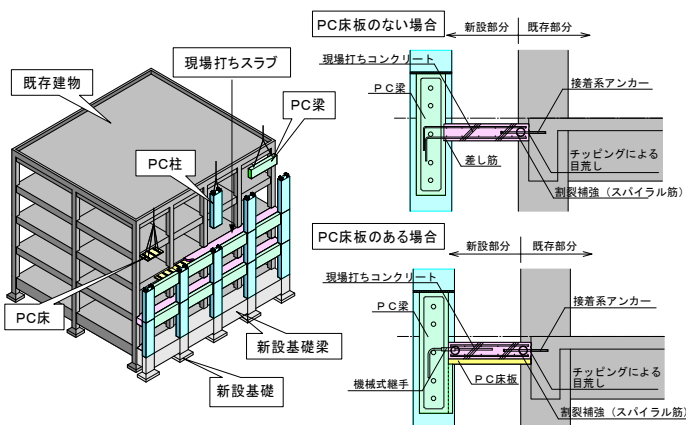 既存建物
現場打ちスラブ
PC梁
PC柱
PC床
新設基礎梁
新設基礎
PC床板のない場合
新設部分
既存部分
現場打ちコンクリート
PC梁
接着系アンカー
差し筋
チッピングによる
目荒し
割裂補強（スパイラル筋）
PC床板のある場合
新設部分
既存部分
現場打ちコンクリート
PC梁
接着系アンカー
機械式継手
PC床板
チッピングによる
目荒し
割裂補強（スパイラル筋）